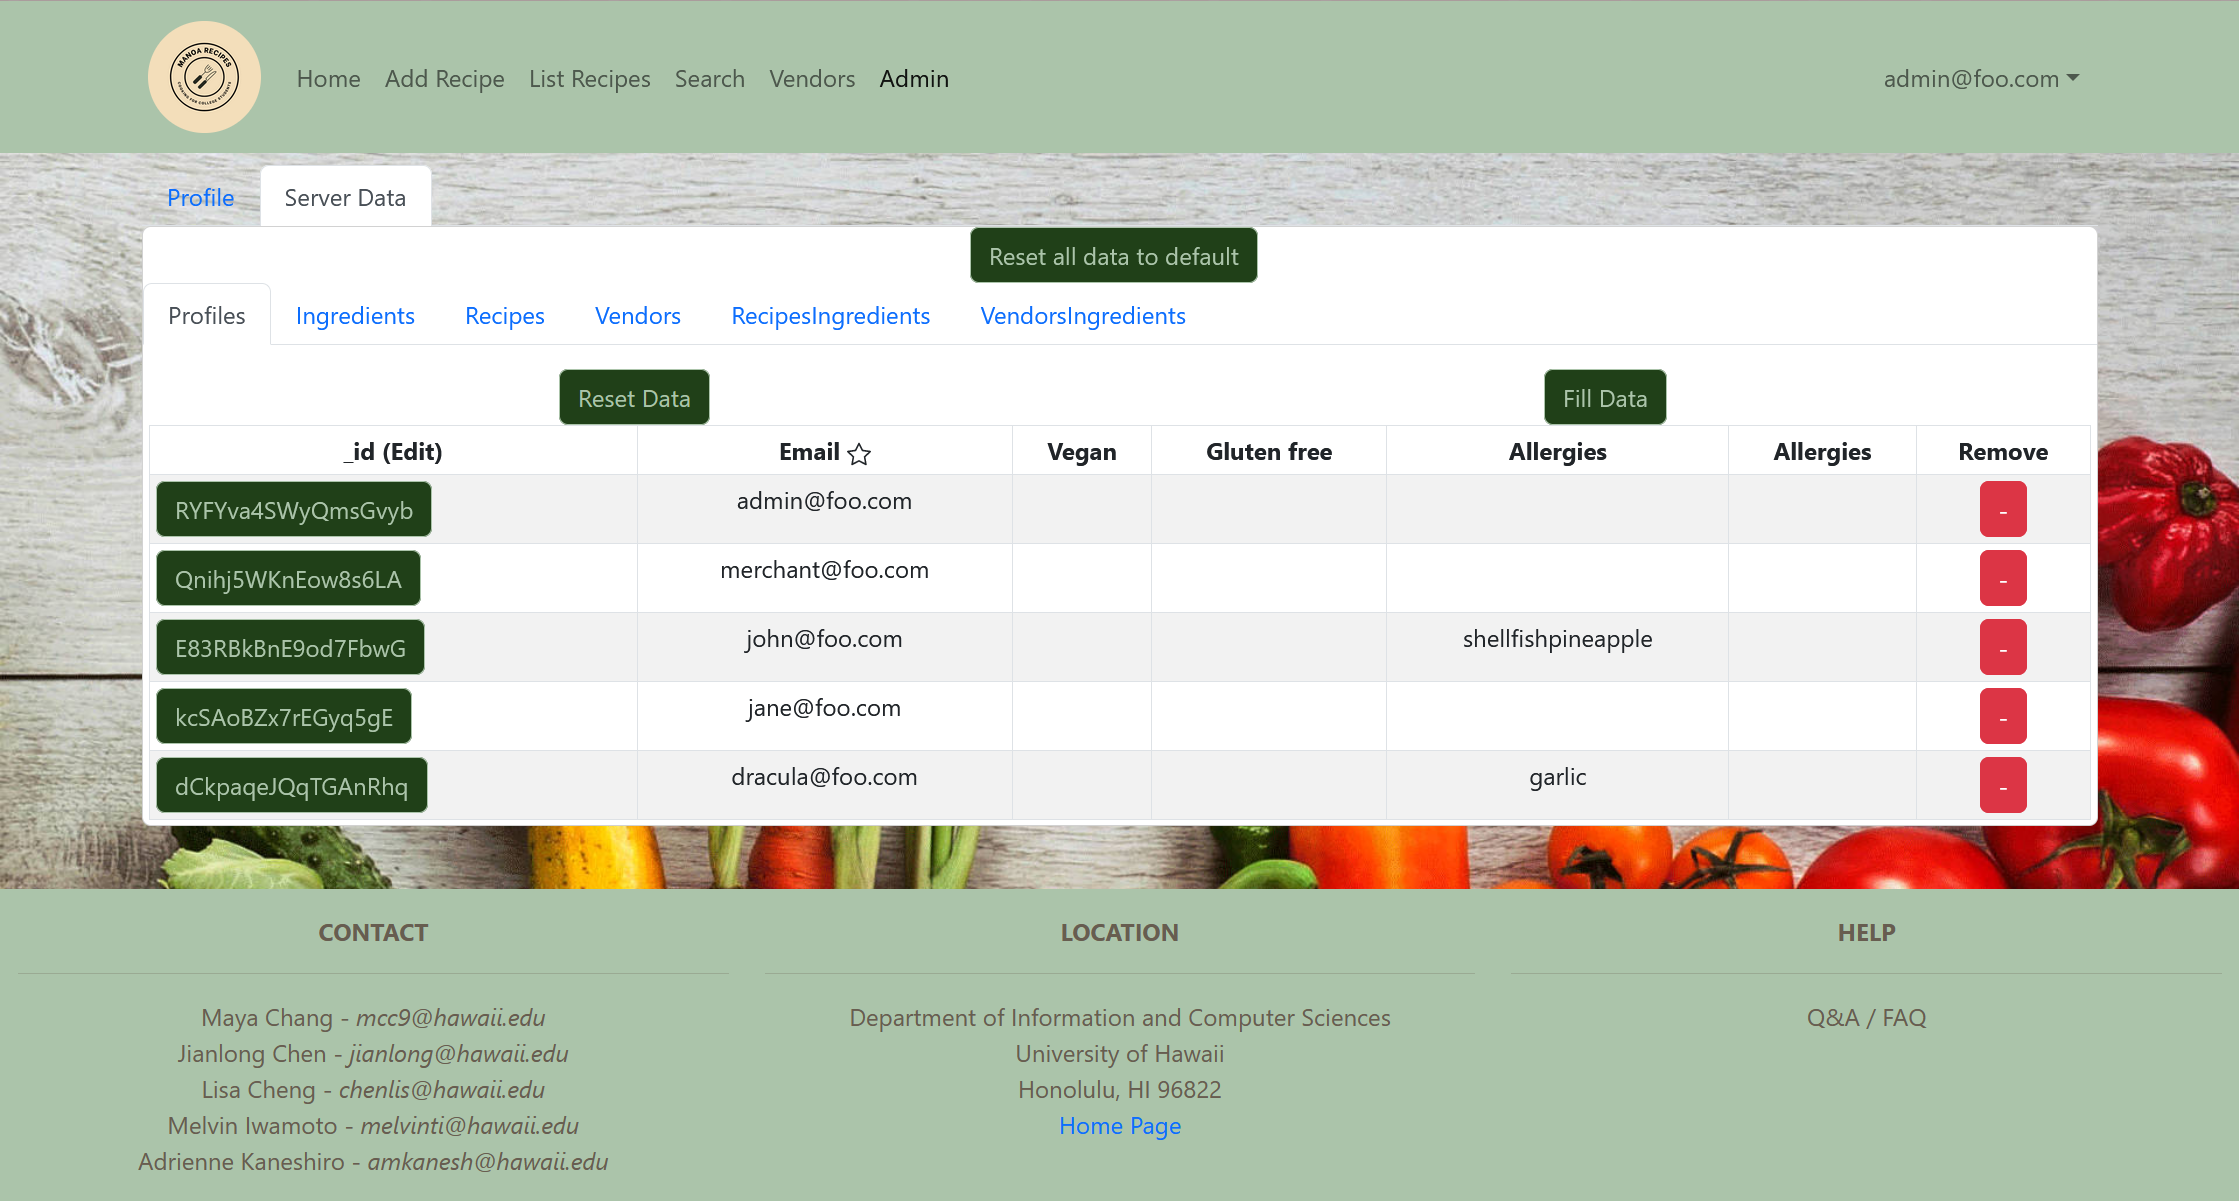 MANOA RECIPES
COOKING FOR COLLEGE STUDENTS
Home Add Recipe List Recipes Search Vendors Admin admin@foo.com
Profile Server Data
Reset all data to default
Profiles Ingredients Recipes Vendors RecipesIngredients VendorsIngredients
Reset Data Fill Data
_id (Edit) Email Vegan Gluten free Allergies Allergies Remove
RYFYva4SWyQmsGvyb admin@foo.com -
Qnihj5WKnEow8s6LA merchant@foo.com -
E83RBkBnE9od7FbwG john@foo.com shellfishpineapple -
kcSAoBZx7rEGyq5gE jane@foo.com -
dCkpaqeJQqTGAnRhq dracula@foo.com garlic -
CONTACT
Maya Chang - mcc9@hawaii.edu
Jianlong Chen - jianlong@hawaii.edu
Lisa Cheng - chenlis@hawaii.edu
Melvin Iwamoto - melvinti@hawaii.edu
Adrienne Kaneshiro - amkanesh@hawaii.edu
LOCATION
Department of Information and Computer Sciences
University of Hawaii
Honolulu, HI 96822
Home Page
HELP
Q&A / FAQ